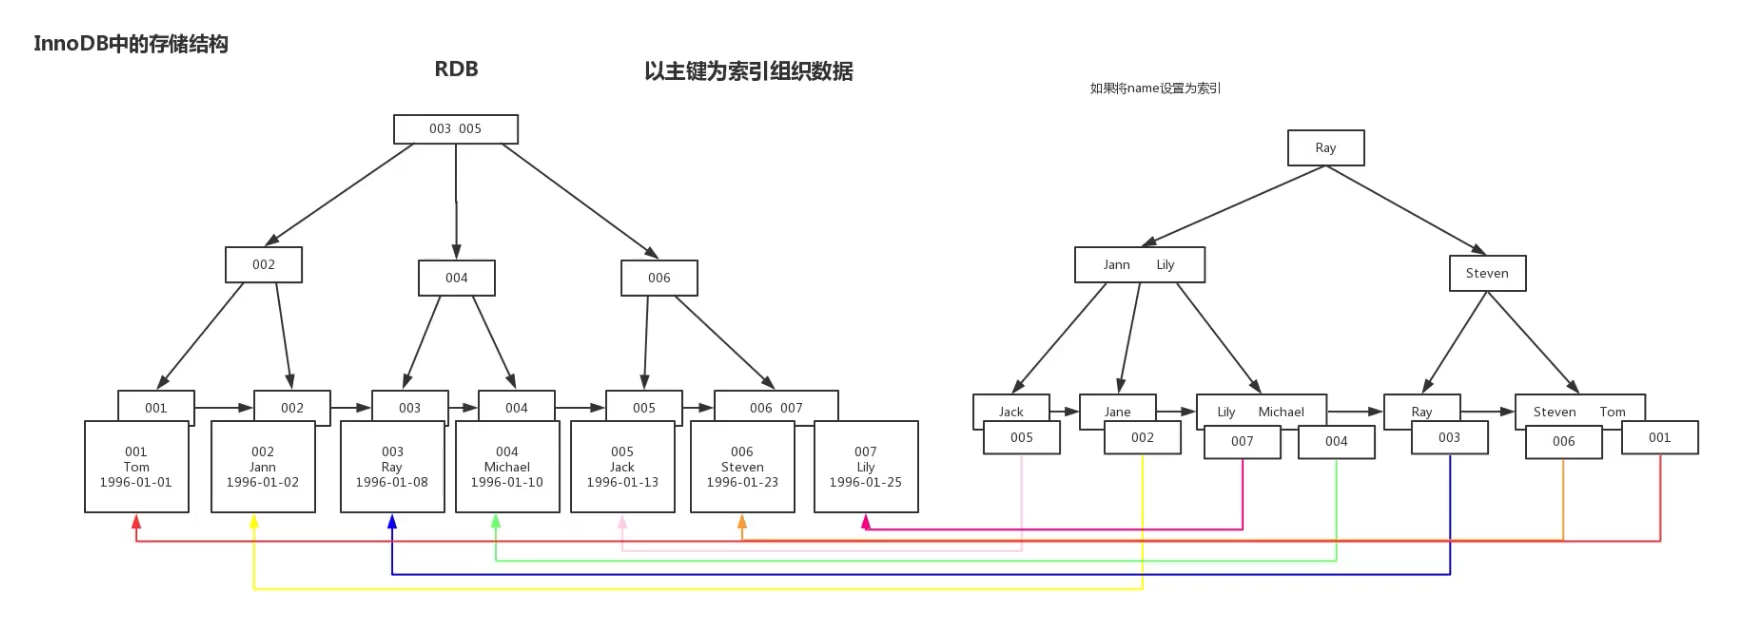 InnoDB中的存储结构
RDB
以主键为索引组织数据
如果将name设置为索引
003 005
Ray
002
004
006
Jann Lily
Steven
001
002
003
004
005
006 007
Jack
Jane
Lily Michael
Ray
Steven Tom
001
Tom
1996-01-01
002
Jann
1996-01-02
003
Ray
1996-01-08
004
Michael
1996-01-10
005
Jack
1996-01-13
006
Steven
1996-01-23
007
Lily
1996-01-25
005
002
007
004
003
006
001